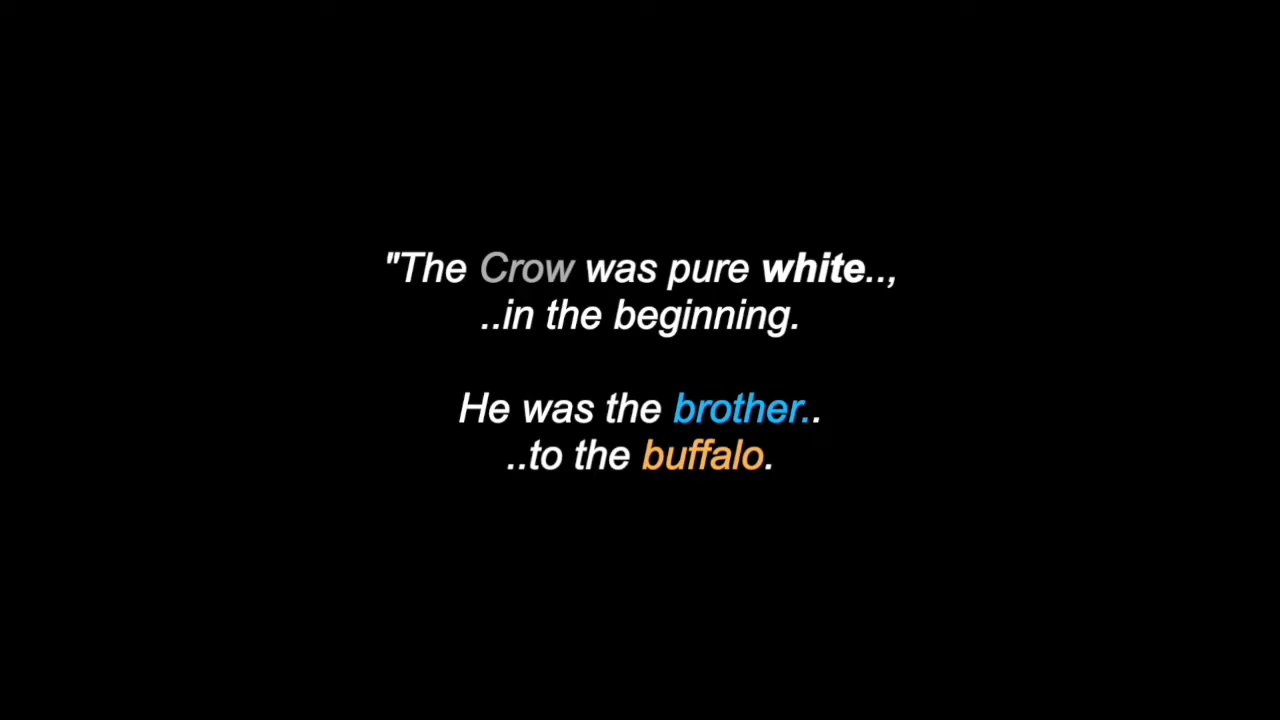 "The Crow was pure white..,
..in the beginning.
He was the brother..
..to the buffalo.